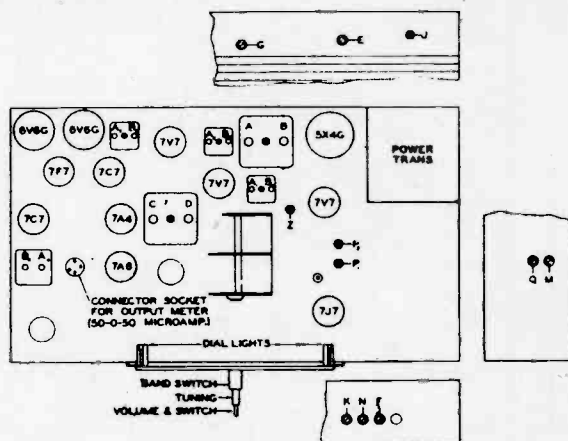 G E J
6V6G 6V6G A B 7V7 A B A B 5X4G
POWER
TRANS
7F7 7C7 7V7 A B 7V7
7C7 7A4 C D
Z
B A 7A6 P
Q M
CONNECTOR SOCKET
FOR OUTPUT METER
(50-0-50 MICROAMP.)
7J7
DIAL LIGHTS
BAND SWITCH
TUNING
VOLUME & SWITCH
K N F